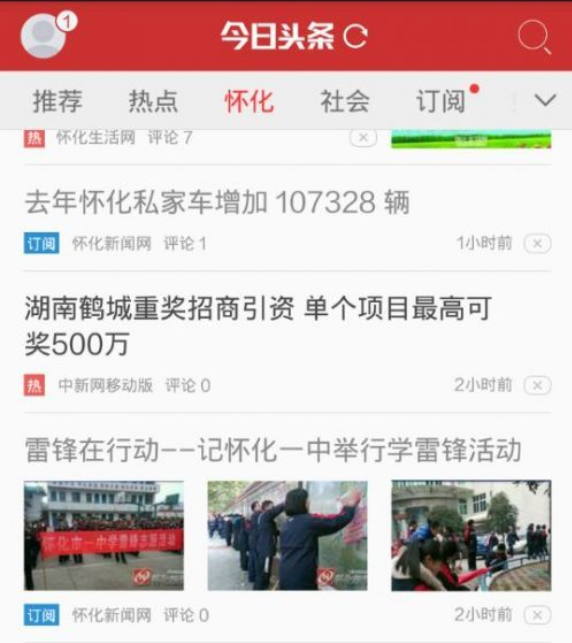 1
今日头条
推荐 热点 怀化 社会 订阅
热 怀化生活网 评论 7
去年怀化私家车增加 107328 辆
订阅 怀化新闻网 评论 1 1小时前
湖南鹤城重奖招商引资 单个项目最高可
奖500万
热 中新网移动版 评论 0 2小时前
雷锋在行动--记怀化一中举行学雷锋活动
怀化市一中学雷锋志愿活动
订阅 怀化新闻网 评论 0 2小时前